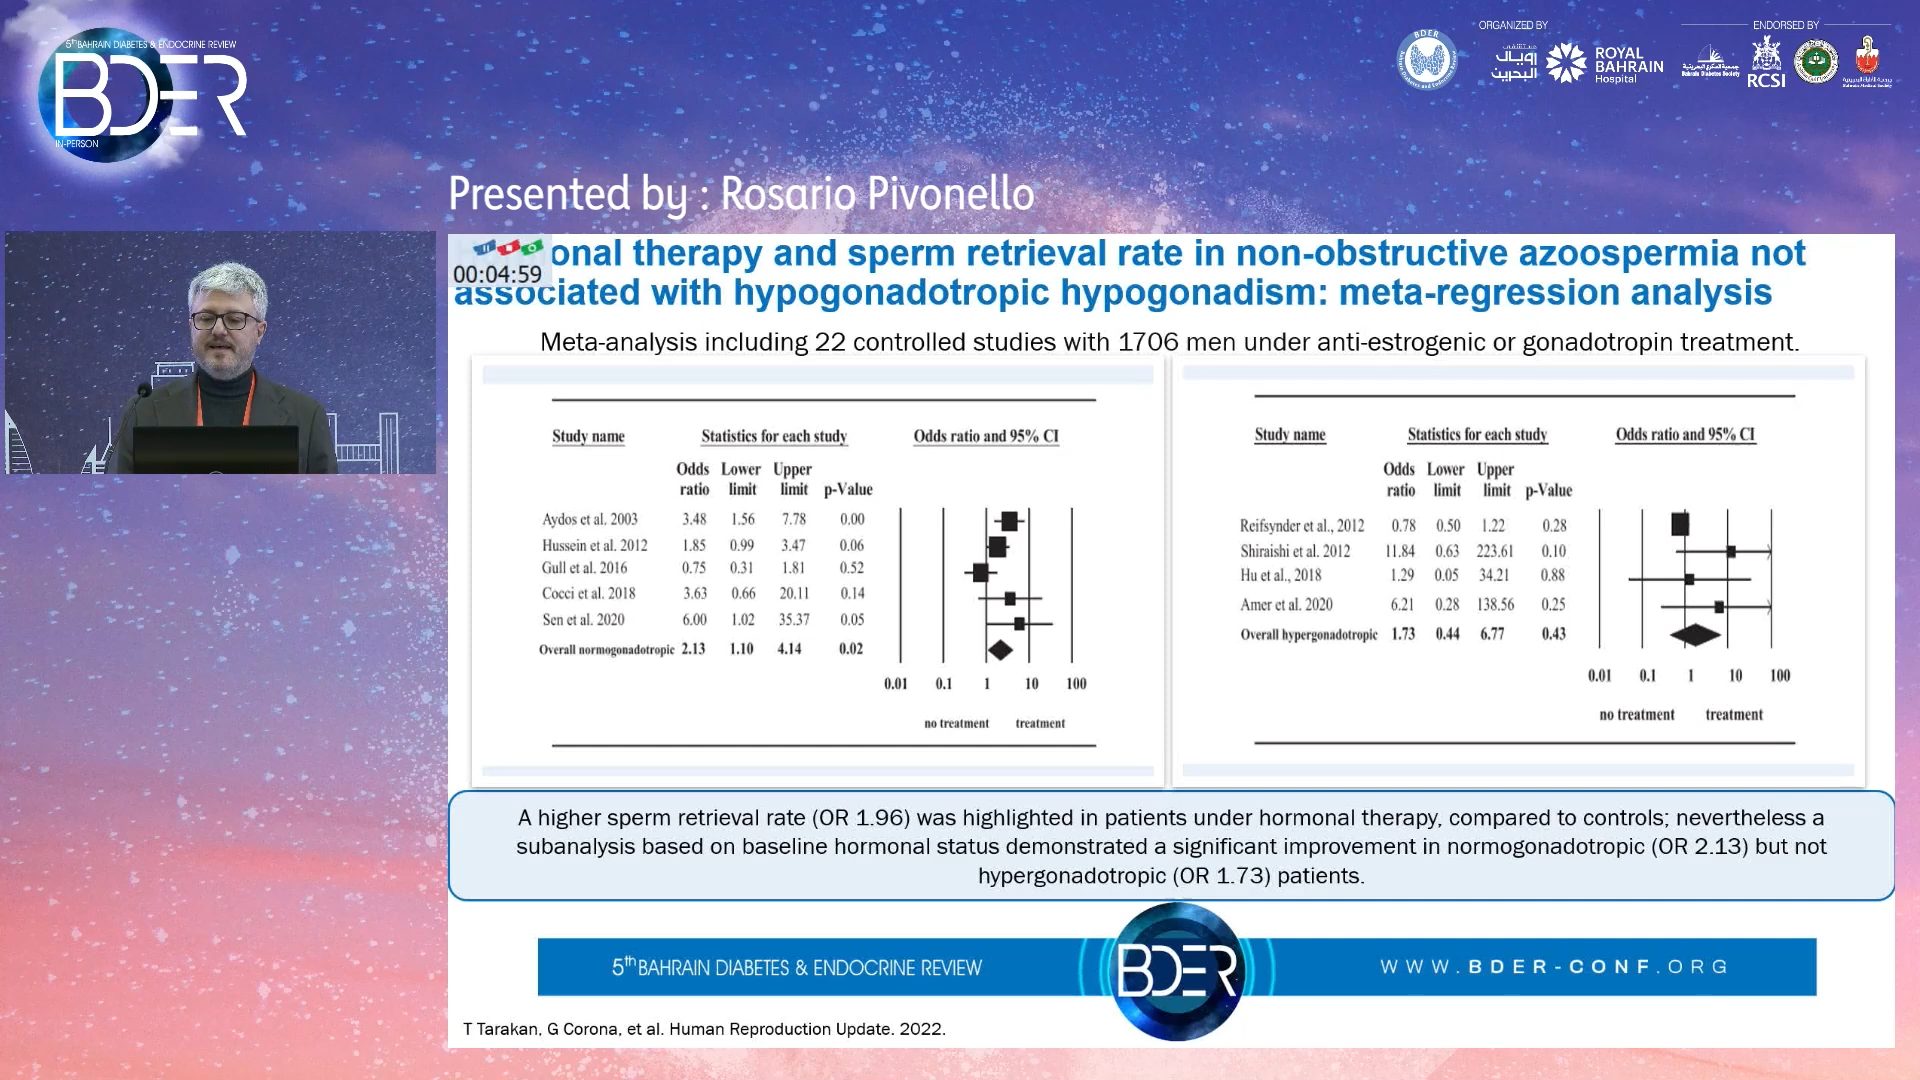 5th BAHRAIN DIABETES & ENDOCRINE REVIEW
BDER
IN-PERSON
ORGANIZED BY
ENDORSED BY
BDER
مستشفى
رويال
البحرين
ROYAL
BAHRAIN
Hospital
Bahrain Diabetes Society
RCSI
Bahrain Medical Society
Presented by : Rosario Pivonello
00:04:59
onal therapy and sperm retrieval rate in non-obstructive azoospermia not
associated with hypogonadotropic hypogonadism: meta-regression analysis
Meta-analysis including 22 controlled studies with 1706 men under anti-estrogenic or gonadotropin treatment.
Study name Statistics for each study Odds ratio and 95% CI
Odds Lower Upper
ratio limit limit p-Value
Aydos et al. 2003 3.48 1.56 7.78 0.00
Hussein et al. 2012 1.85 0.99 3.47 0.06
Gull et al. 2016 0.75 0.31 1.81 0.52
Cocci et al. 2018 3.63 0.66 20.11 0.14
Sen et al. 2020 6.00 1.02 35.37 0.05
Overall normogonadotropic 2.13 1.10 4.14 0.02
0.01 0.1 1 10 100
no treatment treatment
Study name Statistics for each study Odds ratio and 95% CI
Odds Lower Upper
ratio limit limit p-Value
Reifsynder et al., 2012 0.78 0.50 1.22 0.28
Shiraishi et al. 2012 11.84 0.63 223.61 0.10
Hu et al., 2018 1.29 0.05 34.21 0.88
Amer et al. 2020 6.21 0.28 138.56 0.25
Overall hypergonadotropic 1.73 0.44 6.77 0.43
0.01 0.1 1 10 100
no treatment treatment
A higher sperm retrieval rate (OR 1.96) was highlighted in patients under hormonal therapy, compared to controls; nevertheless a
subanalysis based on baseline hormonal status demonstrated a significant improvement in normogonadotropic (OR 2.13) but not
hypergonadotropic (OR 1.73) patients.
5th BAHRAIN DIABETES & ENDOCRINE REVIEW
BDER
WWW.BDER-CONF.ORG
T Tarakan, G Corona, et al. Human Reproduction Update. 2022.